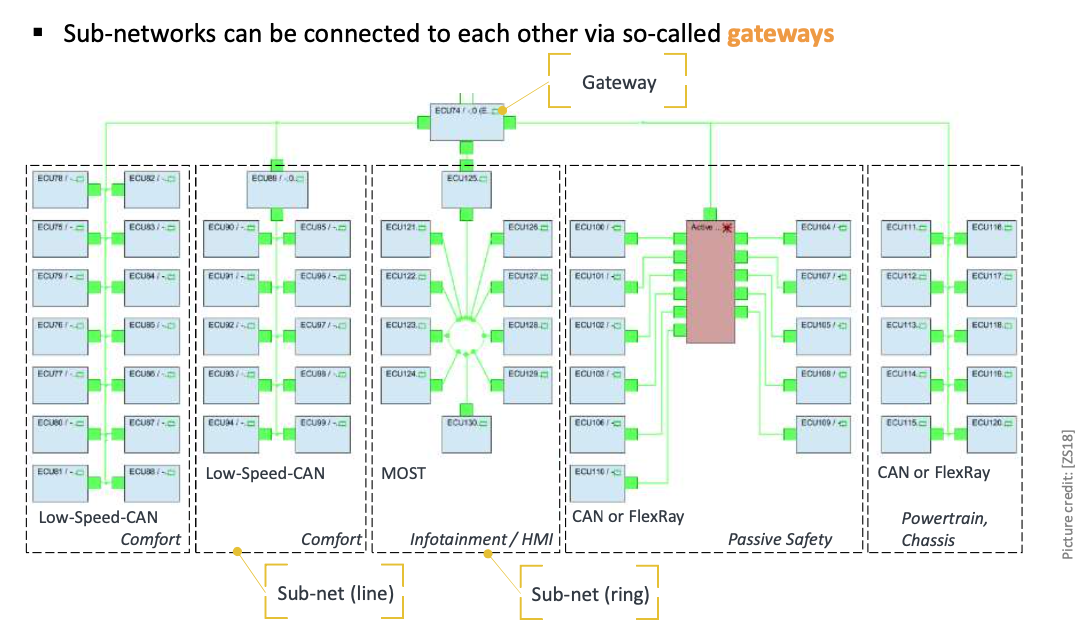 ▪ Sub-networks can be connected to each other via so-called gateways
Gateway
ECU74 / -.0 (E...
ECU78 / -...
ECU82 / -...
ECU75 / -...
ECU83 / -...
ECU79 / -...
ECU84 / -...
ECU76 / -...
ECU85 / -...
ECU77 / -...
ECU86 / -...
ECU80 / -...
ECU87 / -...
ECU81 / -...
ECU88 / -...
Low-Speed-CAN
Comfort
ECU90 / -...
ECU95 / -...
ECU91 / -...
ECU96 / -...
ECU92 / -...
ECU97 / -...
ECU93 / -...
ECU98 / -...
ECU94 / -...
ECU99 / -...
Low-Speed-CAN
Comfort
ECU125...
ECU121...
ECU126...
ECU122...
ECU127...
ECU123...
ECU128...
ECU124...
ECU129...
ECU130...
MOST
Infotainment / HMI
Active ...
ECU100 /
ECU104 /
ECU101 /
ECU107 /
ECU102 /
ECU105 /
ECU103 /
ECU108 /
ECU106 /
ECU109 /
ECU110 /
CAN or FlexRay
Passive Safety
ECU111...
ECU116...
ECU112...
ECU117...
ECU113...
ECU118...
ECU114...
ECU119...
ECU115...
ECU120...
CAN or FlexRay
Powertrain,
Chassis
Sub-net (line)
Sub-net (ring)
Picture credit: [ZS18]